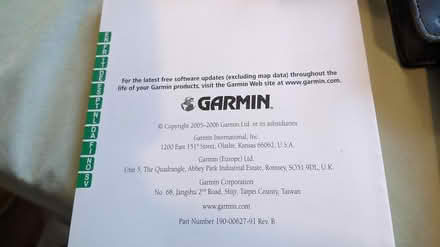 EN
FR
IT
DE
ES
PT
NL
DA
FI
NO
SV
For the latest free software updates (excluding map data) throughout the
life of your Garmin products, visit the Garmin Web site at www.garmin.com.
GARMIN
© Copyright 2005-2006 Garmin Ltd. or its subsidiaries
Garmin International, Inc.
1200 East 151st Street, Olathe, Kansas 66062, U.S.A.
Garmin (Europe) Ltd.
Unit 5, The Quadrangle, Abbey Park Industrial Estate, Romsey, SO51 9DL, U.K.
Garmin Corporation
No. 68, Jangshu 2nd Road, Shijr, Taipei County, Taiwan
www.garmin.com
Part Number 190-00627-91 Rev. B